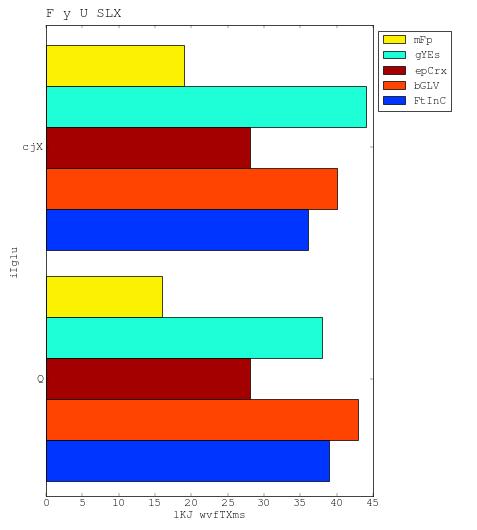 F y U SLX
mFp
gYEs
epCrx
bGLV
FtInC
cjX
iIglu
Q
0 5 10 15 20 25 30 35 40 45
lKJ wvfTXms